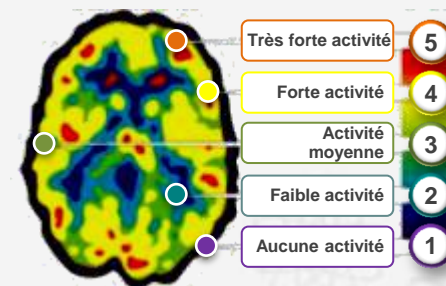 Très forte activité 5
Forte activité 4
Activité
moyenne 3
Faible activité 2
Aucune activité 1